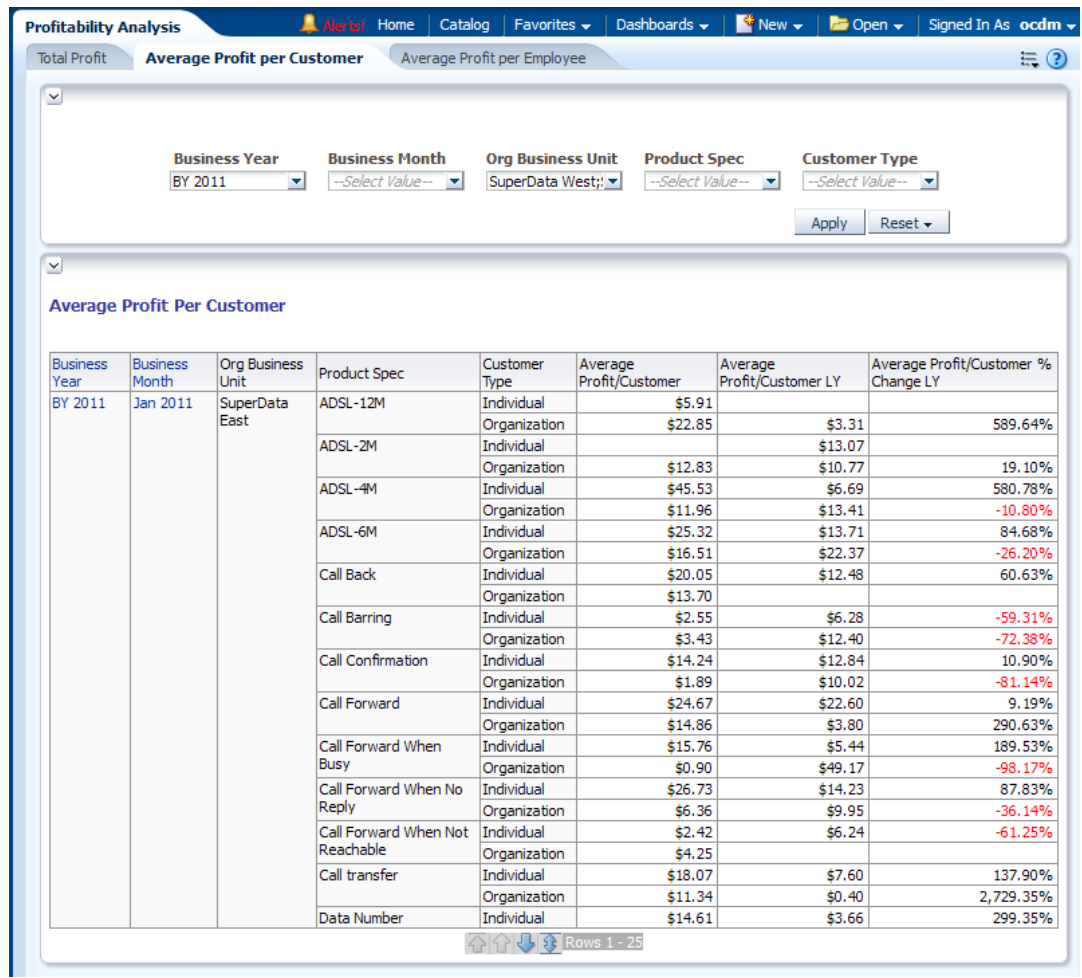 Profitability Analysis
Alerts! Home Catalog Favorites Dashboards New Open Signed In As ocdm
Total Profit Average Profit per Customer Average Profit per Employee
Business Year Business Month Org Business Unit Product Spec Customer Type
BY 2011 --Select Value-- SuperData West; --Select Value-- --Select Value--
Apply Reset
Average Profit Per Customer
Business Year Business Month Org Business Unit Product Spec Customer Type Average Profit/Customer Average Profit/Customer LY Average Profit/Customer % Change LY
BY 2011 Jan 2011 SuperData East ADSL-12M Individual $5.91
Organization $22.85 $3.31 589.64%
ADSL-2M Individual $13.07
Organization $12.83 $10.77 19.10%
ADSL-4M Individual $45.53 $6.69 580.78%
Organization $11.96 $13.41 -10.80%
ADSL-6M Individual $25.32 $13.71 84.68%
Organization $16.51 $22.37 -26.20%
Call Back Individual $20.05 $12.48 60.63%
Organization $13.70
Call Barring Individual $2.55 $6.28 -59.31%
Organization $3.43 $12.40 -72.38%
Call Confirmation Individual $14.24 $12.84 10.90%
Organization $1.89 $10.02 -81.14%
Call Forward Individual $24.67 $22.60 9.19%
Organization $14.86 $3.80 290.63%
Call Forward When Busy Individual $15.76 $5.44 189.53%
Organization $0.90 $49.17 -98.17%
Call Forward When No Reply Individual $26.73 $14.23 87.83%
Organization $6.36 $9.95 -36.14%
Call Forward When Not Reachable Individual $2.42 $6.24 -61.25%
Organization $4.25
Call transfer Individual $18.07 $7.60 137.90%
Organization $11.34 $0.40 2,729.35%
Data Number Individual $14.61 $3.66 299.35%
Rows 1 - 25